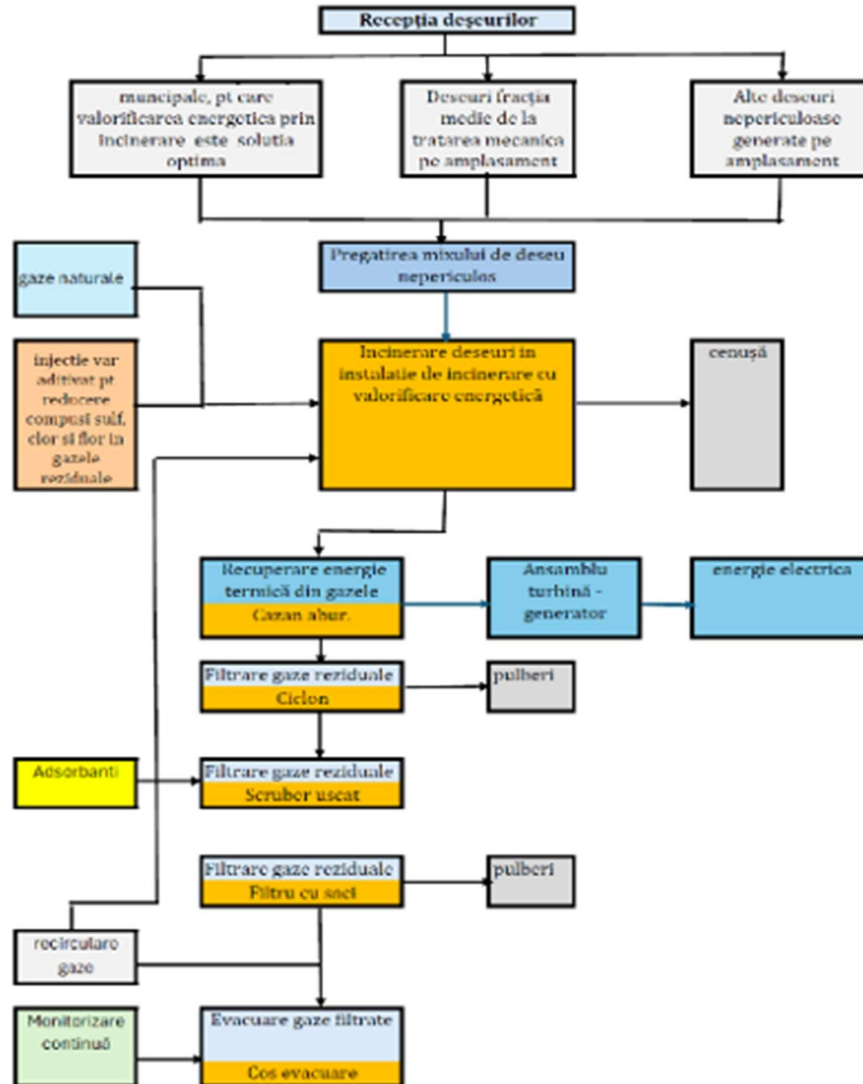 Recepția deșeurilor
muncipale, pt care
valorificarea energetica prin
incinerare este solutia
optima
Deseuri fracția
medie de la
tratarea mecanica
pe amplasament
Alte deseuri
nepericuloase
generate pe
amplasament
Pregatirea mixului de deseu
nepericulos
gaze naturale
injectie var
aditivat pt
reducere
compusi sulf,
clor si flor in
gazele
reziduale
Incinerare deseuri in
instalatie de incinerare cu
valorificare energetică
cenușă
Recuperare energie
termică din gazele
Cazan abur.
Ansamblu
turbină -
generator
energie electrica
Filtrare gaze reziduale
Ciclon
pulberi
Adsorbanti
Filtrare gaze reziduale
Scruber uscat
Filtrare gaze reziduale
Filtru cu saci
pulberi
recirculare
gaze
Monitorizare
continuă
Evacuare gaze filtrate
Cos evacuare